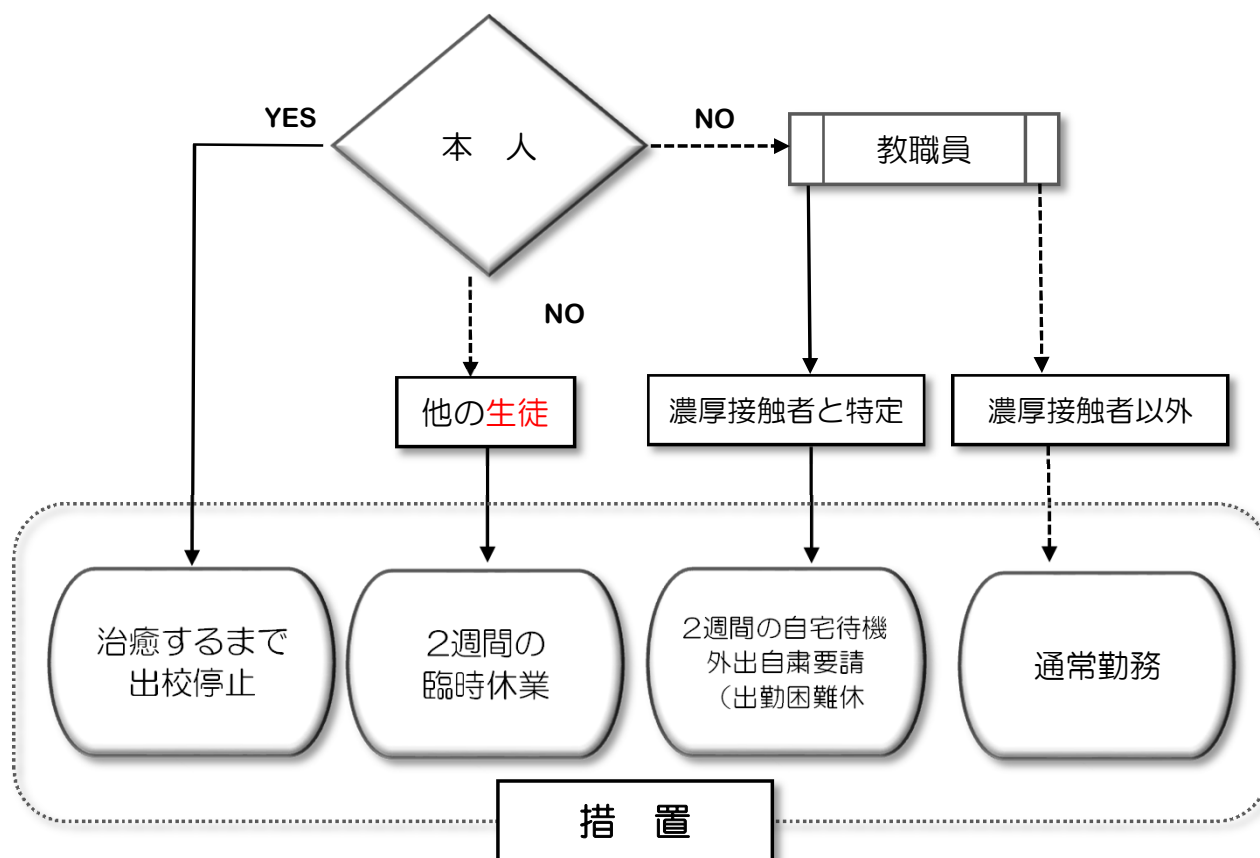 YES
本　人
NO
教職員
NO
他の生徒
濃厚接触者と特定
濃厚接触者以外
治癒するまで
出校停止
2週間の
臨時休業
2週間の自宅待機
外出自粛要請
（出勤困難休
通常勤務
措　置